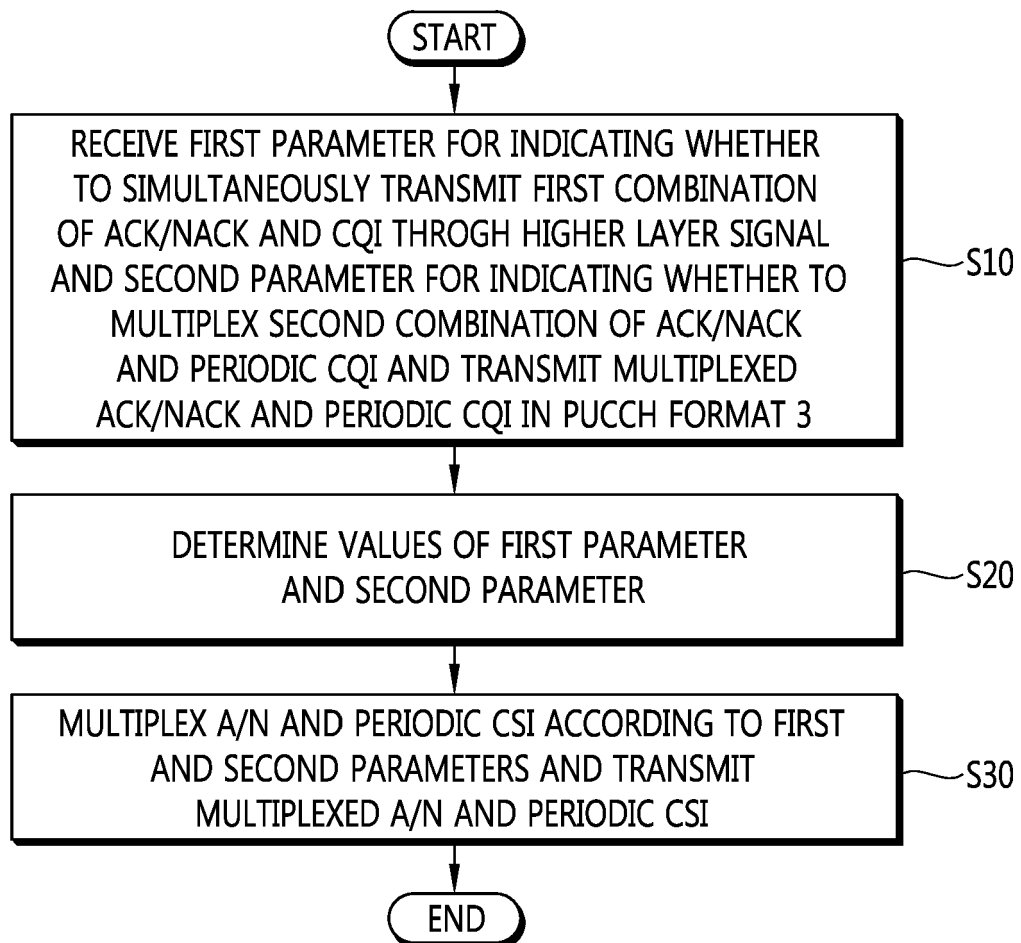 START
RECEIVE FIRST PARAMETER FOR INDICATING WHETHER
TO SIMULTANEOUSLY TRANSMIT FIRST COMBINATION
OF ACK/NACK AND CQI THROGH HIGHER LAYER SIGNAL
AND SECOND PARAMETER FOR INDICATING WHETHER TO
MULTIPLEX SECOND COMBINATION OF ACK/NACK
AND PERIODIC CQI AND TRANSMIT MULTIPLEXED
ACK/NACK AND PERIODIC CQI IN PUCCH FORMAT 3
S10
DETERMINE VALUES OF FIRST PARAMETER
AND SECOND PARAMETER
S20
MULTIPLEX A/N AND PERIODIC CSI ACCORDING TO FIRST
AND SECOND PARAMETERS AND TRANSMIT
MULTIPLEXED A/N AND PERIODIC CSI
S30
END